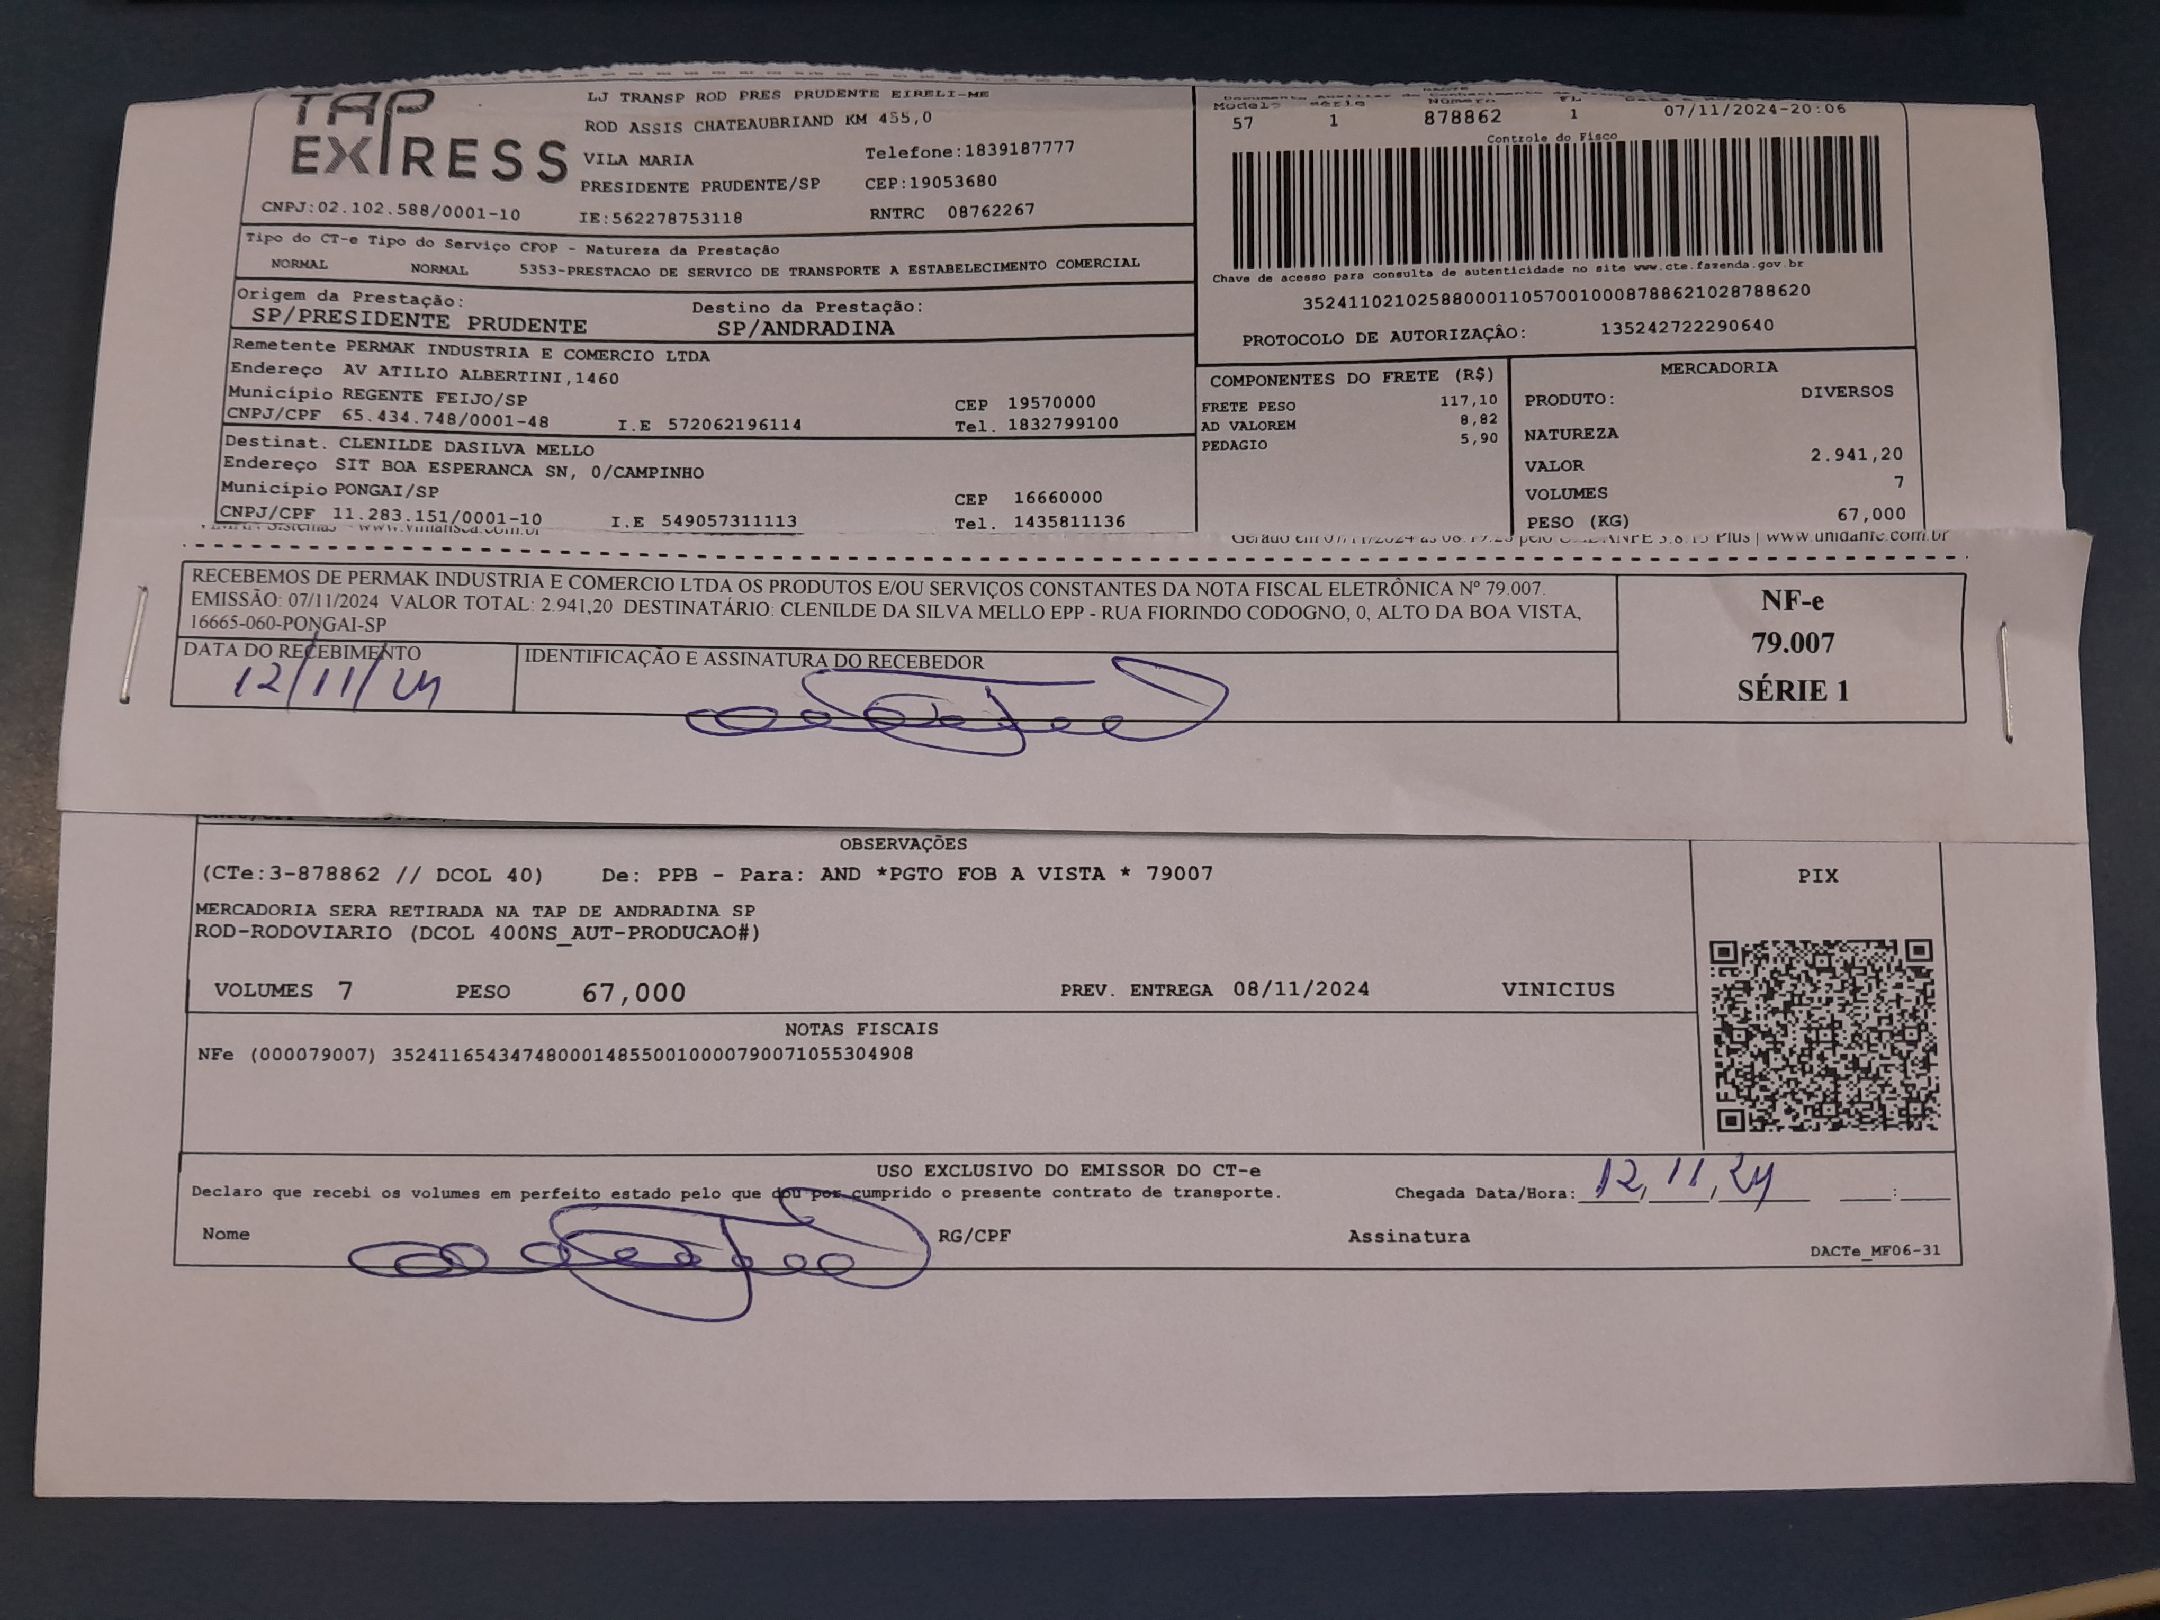 TAP EXPRESS
LJ TRANSP ROD PRES PRUDENTE EIRELI-ME
ROD ASSIS CHATEAUBRIAND KM 455,0
VILA MARIA Telefone:1839187777
PRESIDENTE PRUDENTE/SP CEP:19053680
CNPJ:02.102.588/0001-10 IE:562278753118 RNTRC 08762267
Modelo Série Número FL
57 1 878862 1 07/11/2024-20:06
Controle do Fisco
Chave de acesso para consulta de autenticidade no site www.cte.fazenda.gov.br
35241102102588000110570010008788621028788620
PROTOCOLO DE AUTORIZAÇÂO: 135242722290640
Tipo do CT-e Tipo do Serviço CFOP - Natureza da Prestação
NORMAL NORMAL 5353-PRESTACAO DE SERVICO DE TRANSPORTE A ESTABELECIMENTO COMERCIAL
Origem da Prestação: Destino da Prestação:
SP/PRESIDENTE PRUDENTE SP/ANDRADINA
Remetente PERMAK INDUSTRIA E COMERCIO LTDA
Endereço AV ATILIO ALBERTINI,1460
Município REGENTE FEIJO/SP CEP 19570000
CNPJ/CPF 65.434.748/0001-48 I.E 572062196114 Tel. 1832799100
Destinat. CLENILDE DASILVA MELLO
Endereço SIT BOA ESPERANCA SN, 0/CAMPINHO
Município PONGAI/SP CEP 16660000
CNPJ/CPF 11.283.151/0001-10 I.E 549057311113 Tel. 1435811136
COMPONENTES DO FRETE (R$)
FRETE PESO 117,10
AD VALOREM 8,82
PEDAGIO 5,90
MERCADORIA
PRODUTO: DIVERSOS
NATUREZA
VALOR 2.941,20
VOLUMES 7
PESO (KG) 67,000
www.unidanfe.com.br
RECEBEMOS DE PERMAK INDUSTRIA E COMERCIO LTDA OS PRODUTOS E/OU SERVIÇOS CONSTANTES DA NOTA FISCAL ELETRÔNICA Nº 79.007.
EMISSÃO: 07/11/2024 VALOR TOTAL: 2.941,20 DESTINATÁRIO: CLENILDE DA SILVA MELLO EPP - RUA FIORINDO CODOGNO, 0, ALTO DA BOA VISTA,
16665-060-PONGAI-SP
DATA DO RECEBIMENTO IDENTIFICAÇÃO E ASSINATURA DO RECEBEDOR
12/11/24
NF-e
79.007
SÉRIE 1
OBSERVAÇÕES
(CTe:3-878862 // DCOL 40) De: PPB - Para: AND *PGTO FOB A VISTA * 79007
MERCADORIA SERA RETIRADA NA TAP DE ANDRADINA SP
ROD-RODOVIARIO (DCOL 400NS_AUT-PRODUCAO#)
VOLUMES 7 PESO 67,000 PREV. ENTREGA 08/11/2024 VINICIUS
PIX
NOTAS FISCAIS
NFe (000079007) 35241165434748000148550010000790071055304908
USO EXCLUSIVO DO EMISSOR DO CT-e
Declaro que recebi os volumes em perfeito estado pelo que dou por cumprido o presente contrato de transporte. Chegada Data/Hora: 12,11,24 :
Nome RG/CPF Assinatura
DACTe_MF06-31